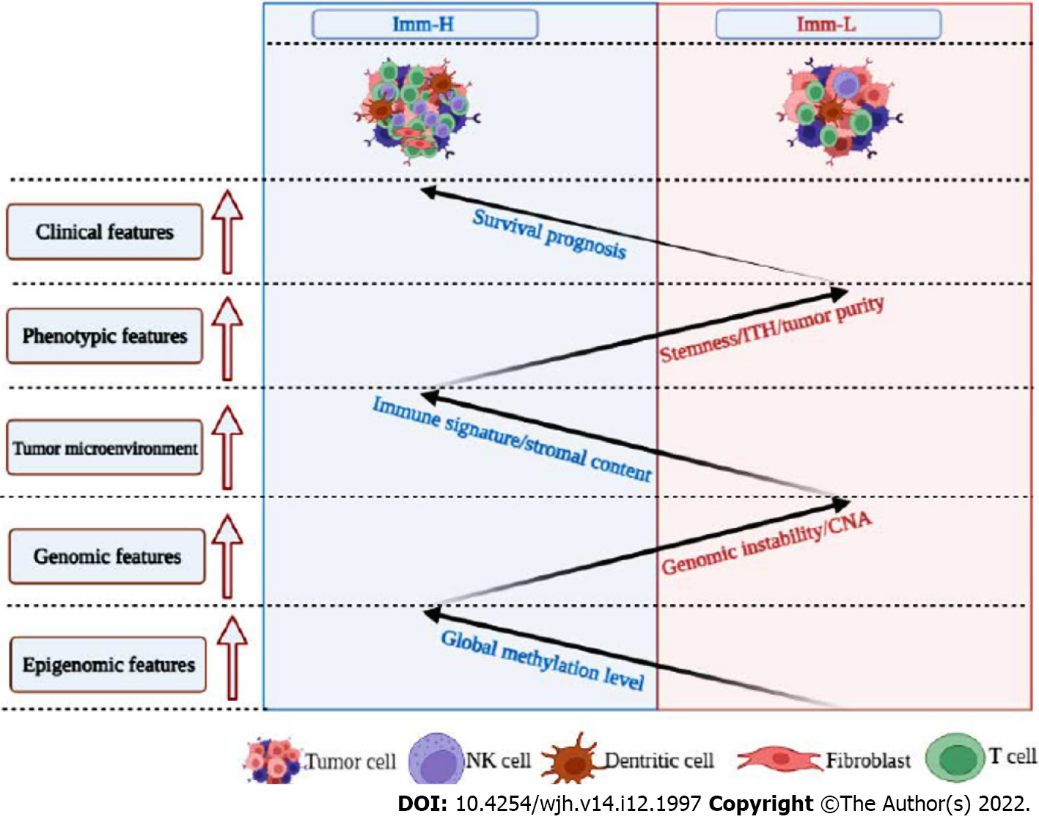 Imm-H
Imm-L
Clinical features
Survival prognosis
Phenotypic features
Stemness/ITH/tumor purity
Tumor microenvironment
Immune signature/stromal content
Genomic features
Genomic instability/CNA
Epigenomic features
Global methylation level
Tumor cell
NK cell
Dentritic cell
Fibroblast
T cell
DOI: 10.4254/wjh.v14.i12.1997 Copyright ©The Author(s) 2022.